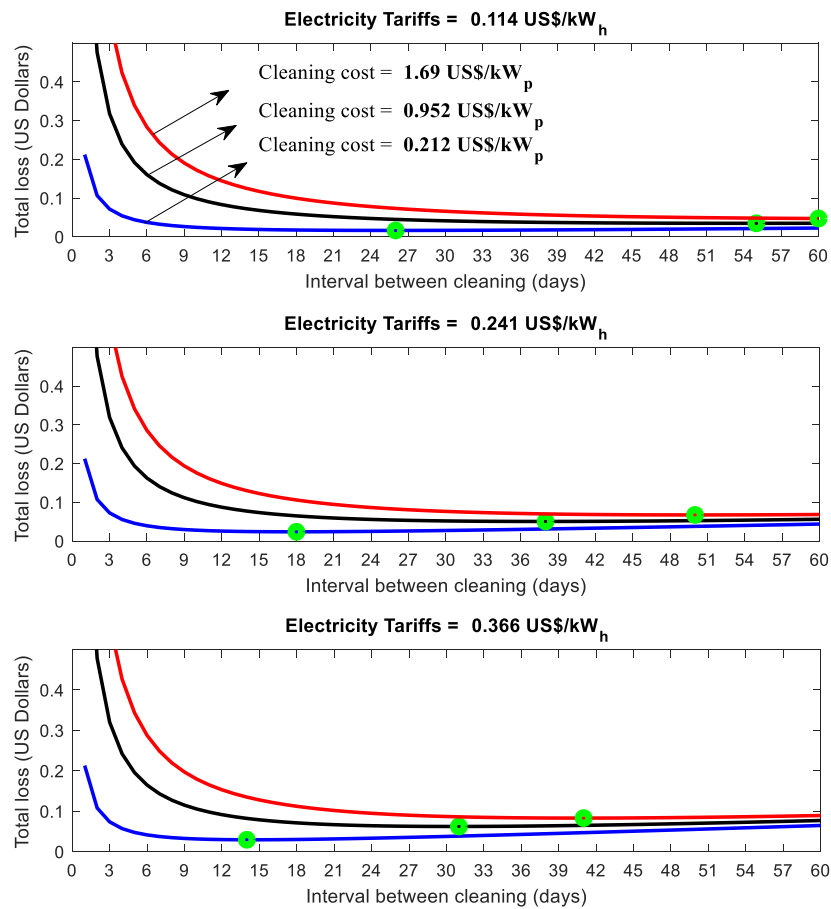 Electricity Tariffs = 0.114 US$/kWh
Cleaning cost = 1.69 US$/kWp
Cleaning cost = 0.952 US$/kWp
Cleaning cost = 0.212 US$/kWp
Total loss (US Dollars)
0.4
0.3
0.2
0.1
0
0 3 6 9 12 15 18 21 24 27 30 33 36 39 42 45 48 51 54 57 60
Interval between cleaning (days)
Electricity Tariffs = 0.241 US$/kWh
Total loss (US Dollars)
0.4
0.3
0.2
0.1
0
0 3 6 9 12 15 18 21 24 27 30 33 36 39 42 45 48 51 54 57 60
Interval between cleaning (days)
Electricity Tariffs = 0.366 US$/kWh
Total loss (US Dollars)
0.4
0.3
0.2
0.1
0
0 3 6 9 12 15 18 21 24 27 30 33 36 39 42 45 48 51 54 57 60
Interval between cleaning (days)